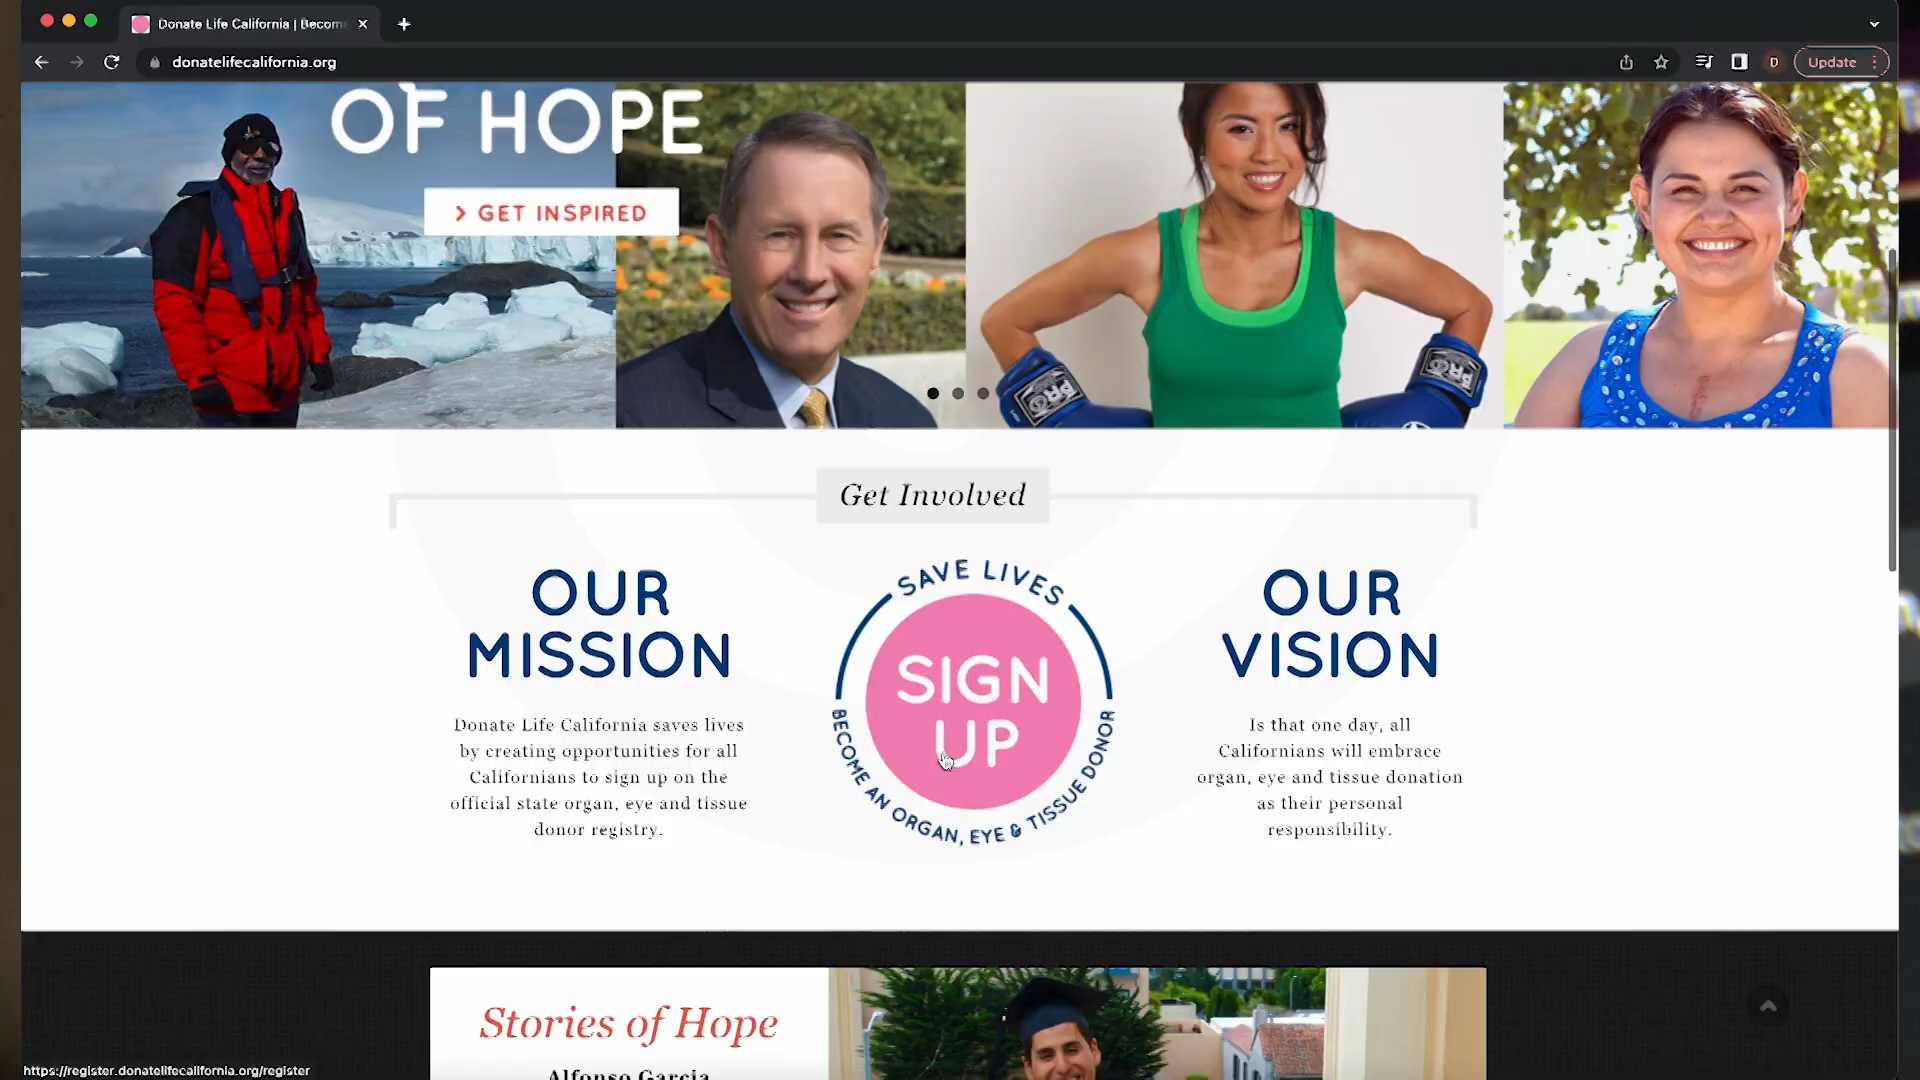 Donate Life California | Becom
donatelifecalifornia.org
D
Update
OF HOPE
> GET INSPIRED
PRO
PRO
Get Involved
OUR
MISSION
Donate Life California saves lives
by creating opportunities for all
Californians to sign up on the
official state organ, eye and tissue
donor registry.
SAVE LIVES
SIGN
UP
BECOME AN ORGAN, EYE & TISSUE DONOR
OUR
VISION
Is that one day, all
Californians will embrace
organ, eye and tissue donation
as their personal
responsibility.
Stories of Hope
Alfonso Garcia
https://register.donatelifecalifornia.org/register